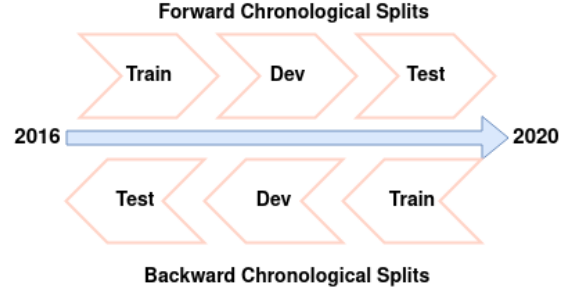 Forward Chronological Splits
Train Dev Test
2016 2020
Test Dev Train
Backward Chronological Splits